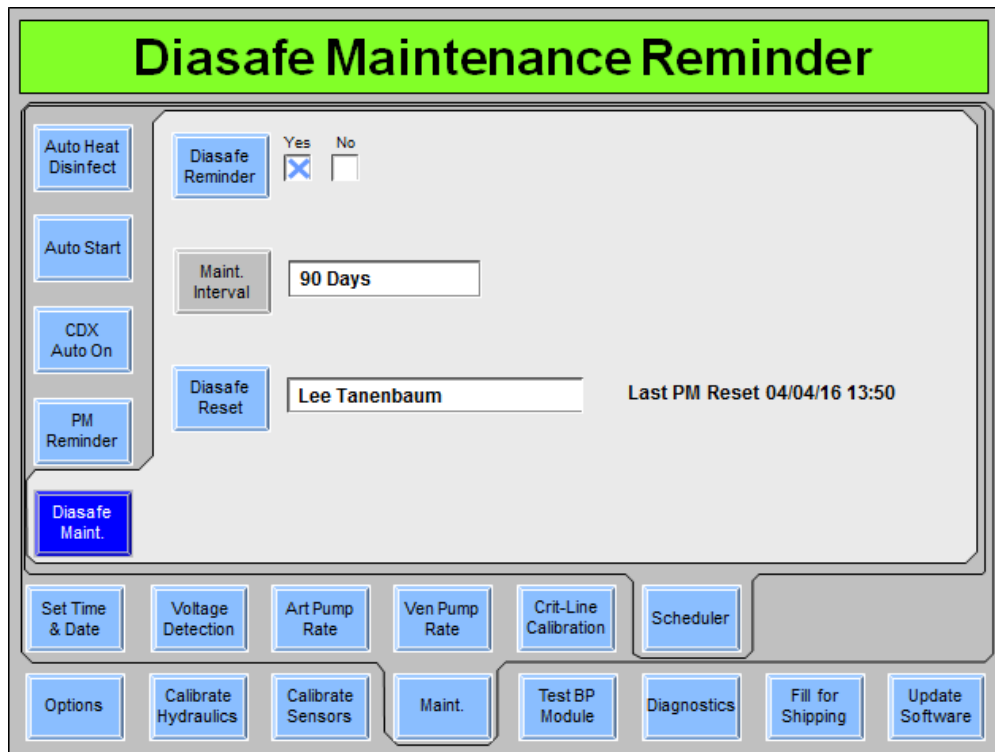 Diasafe Maintenance Reminder
Auto Heat
Disinfect
Diasafe
Reminder
Yes No
Auto Start
Maint.
Interval
90 Days
CDX
Auto On
Diasafe
Reset
Lee Tanenbaum
Last PM Reset 04/04/16 13:50
PM
Reminder
Diasafe
Maint.
Set Time
& Date
Voltage
Detection
Art Pump
Rate
Ven Pump
Rate
Crit-Line
Calibration
Scheduler
Options
Calibrate
Hydraulics
Calibrate
Sensors
Maint.
Test BP
Module
Diagnostics
Fill for
Shipping
Update
Software